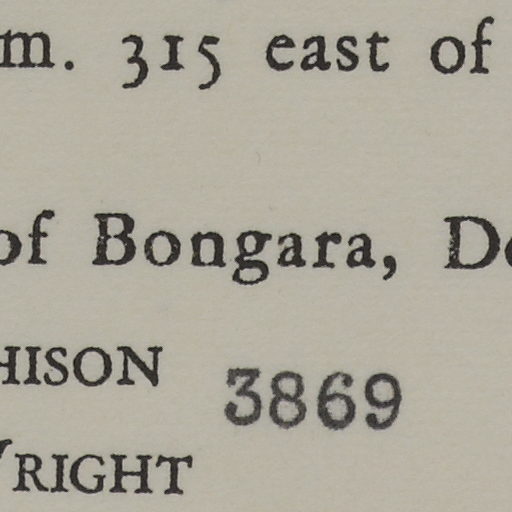 m. 315 east of
of Bongara, De
HISON
3869
RIGHT